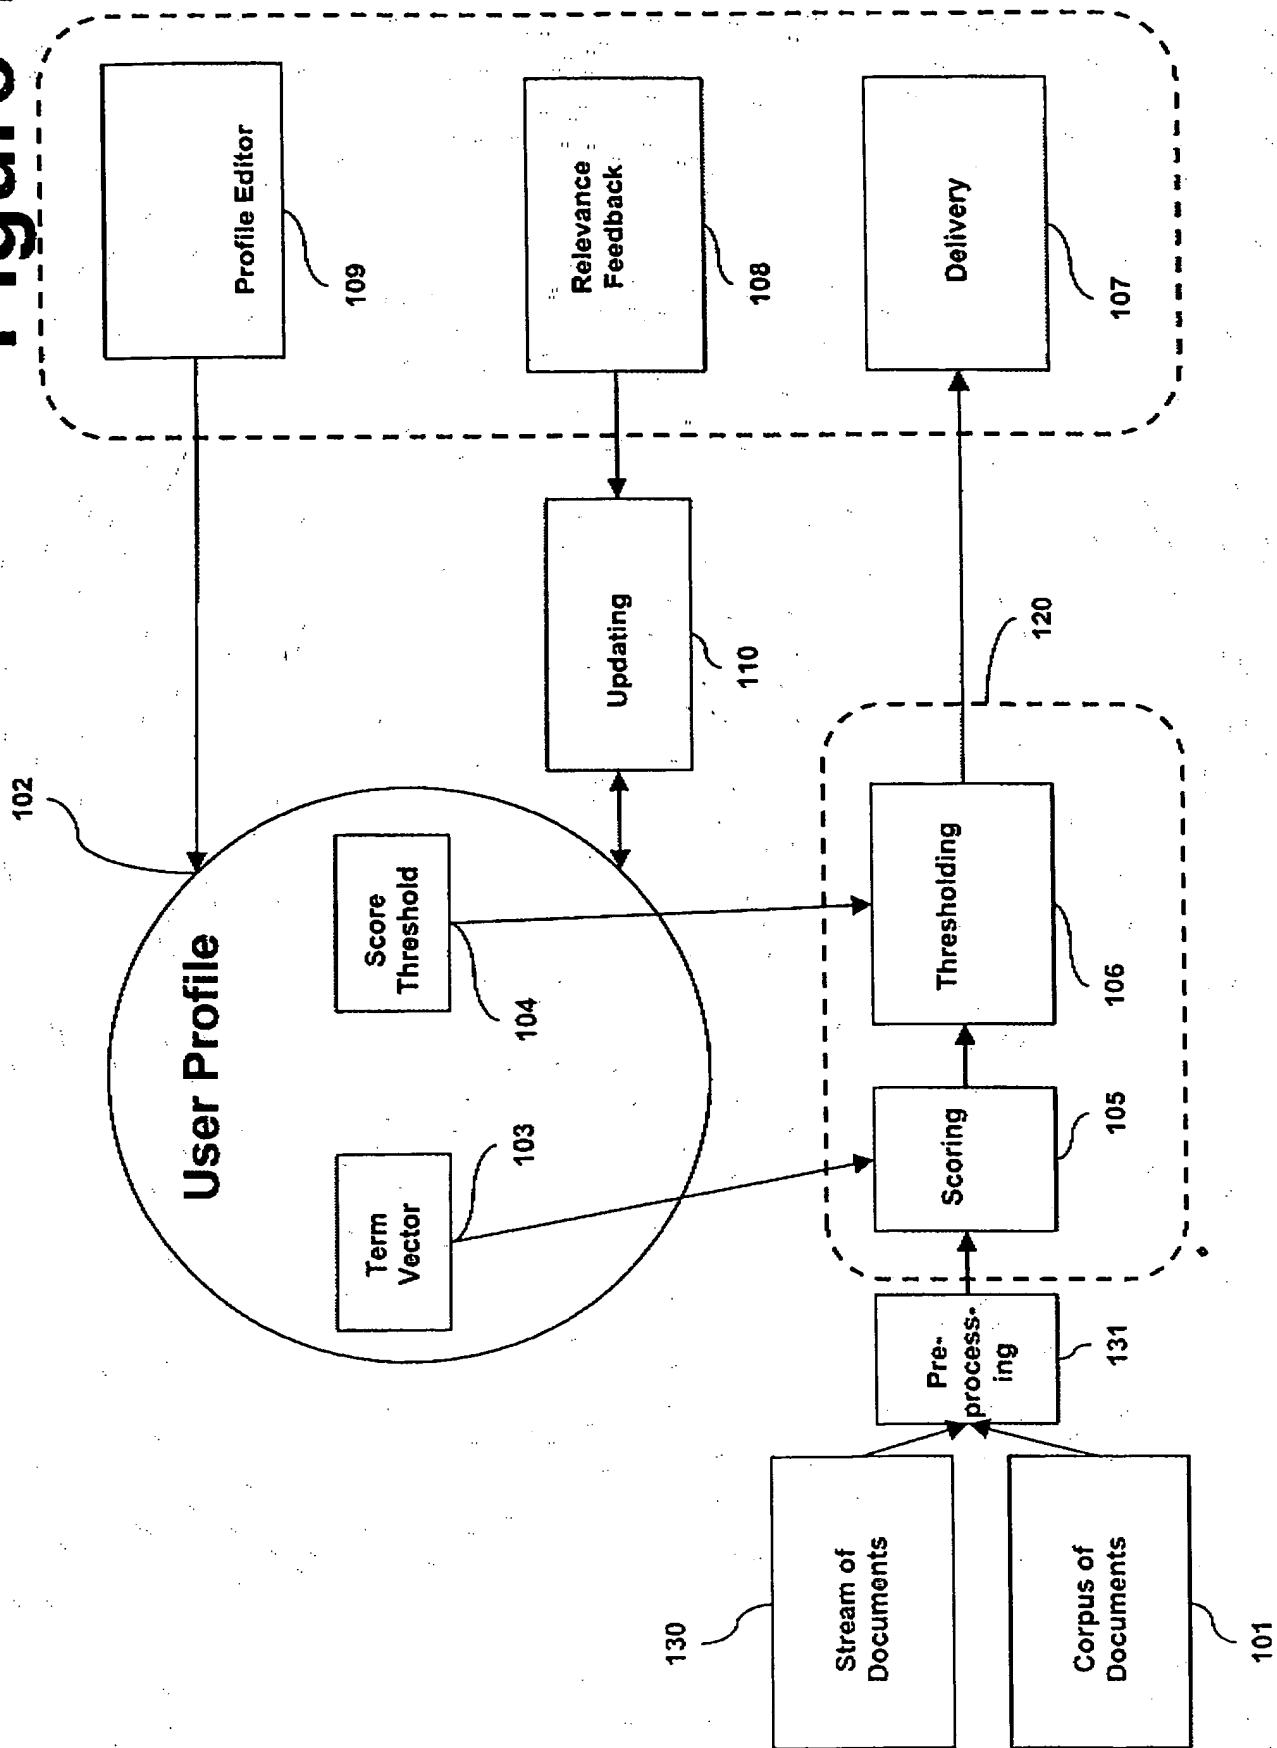 Figure
102
User Profile
Profile Editor
109
Term
Vector
103
Score
Threshold
104
Relevance
Feedback
108
Updating
110
130
Stream of
Documents
Pre-
process-
ing
131
Scoring
105
Thresholding
106
120
Delivery
107
Corpus of
Documents
101